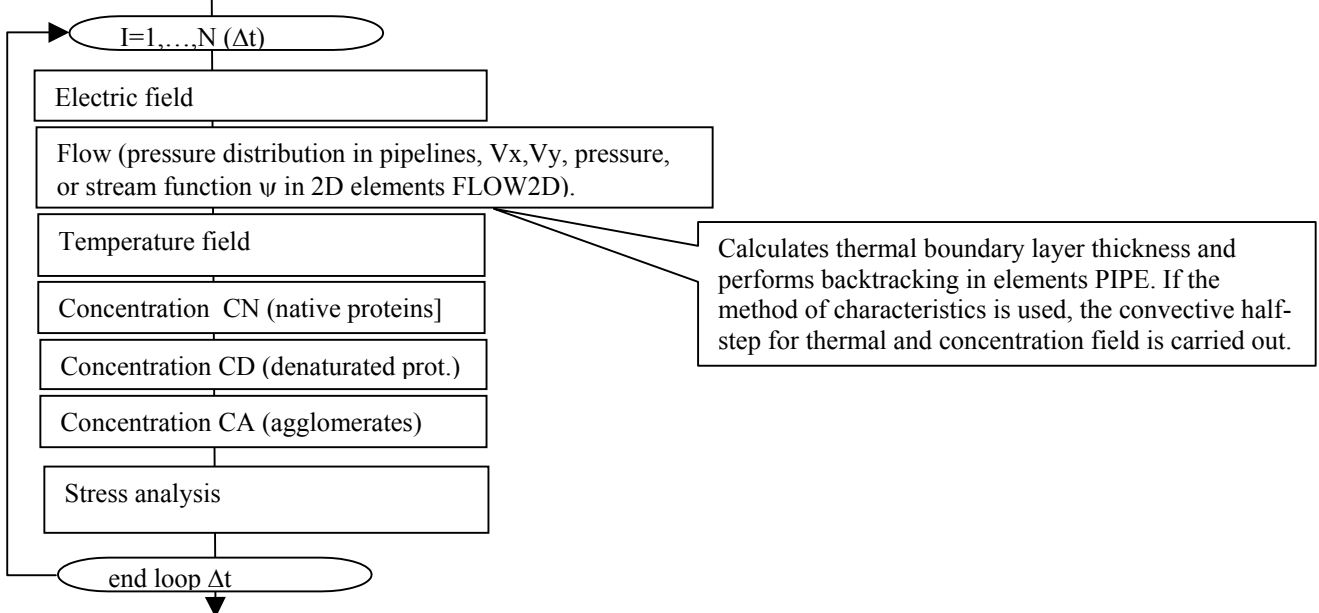 I=1,…,N (Δt)
Electric field
Flow (pressure distribution in pipelines, Vx,Vy, pressure,
or stream function ψ in 2D elements FLOW2D).
Temperature field
Calculates thermal boundary layer thickness and
performs backtracking in elements PIPE. If the
method of characteristics is used, the convective half-
step for thermal and concentration field is carried out.
Concentration CN (native proteins]
Concentration CD (denaturated prot.)
Concentration CA (agglomerates)
Stress analysis
end loop Δt